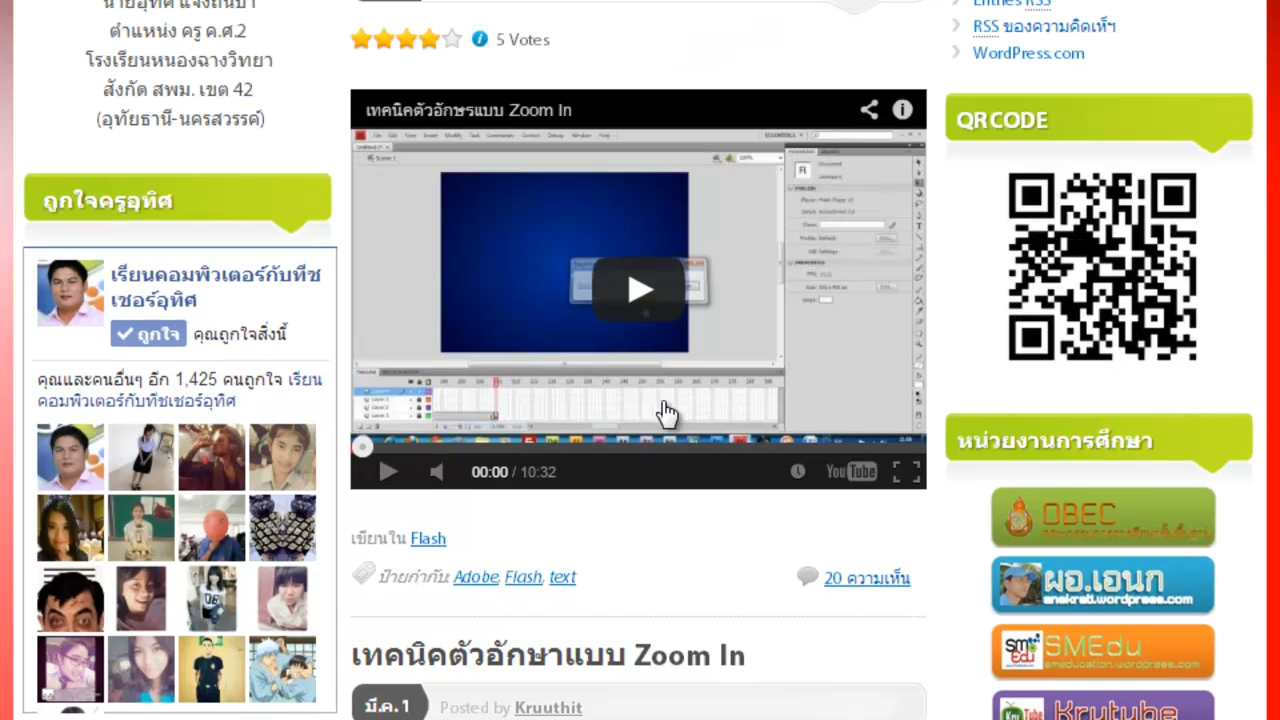 ตำแหน่ง ครู ค.ศ.2
โรงเรียนหนองฉางวิทยา
สังกัด สพม. เขต 42
(อุทัยธานี-นครสวรรค์)
ถูกใจครูอุทิศ
เรียนคอมพิวเตอร์กับทีช
เชอร์อุทิศ
ถูกใจ คุณถูกใจสิ่งนี้
คุณและคนอื่นๆ อีก 1,425 คนถูกใจ เรียน
คอมพิวเตอร์กับทีชเชอร์อุทิศ
5 Votes
เทคนิคตัวอักษรแบบ Zoom In
00:00 / 10:32
YouTube
เขียนใน Flash
ป้ายกำกับ: Adobe, Flash, text
20 ความเห็น
เทคนิคตัวอักษาแบบ Zoom In
มี.ค. 1
Posted by Kruuthit
Entries RSS
RSS ของความคิดเห็ฯ
WordPress.com
QRCODE
หน่วยงานการศึกษา
OBEC
ผอ.เอนก
anekrati.wordpress.com
SMEdu
smeducation.wordpress.com
Krutube